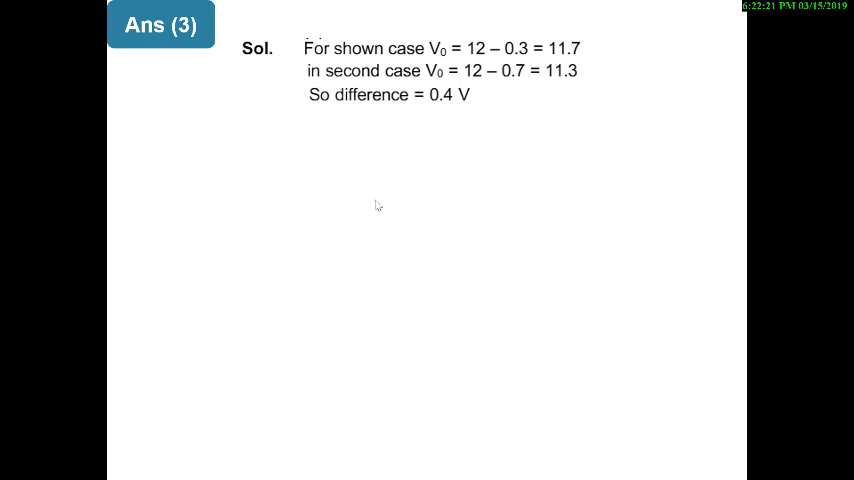 Ans (3)
6:22:21 PM 03/15/2019
Sol. For shown case V₀ = 12 – 0.3 = 11.7
in second case V₀ = 12 – 0.7 = 11.3
So difference = 0.4 V